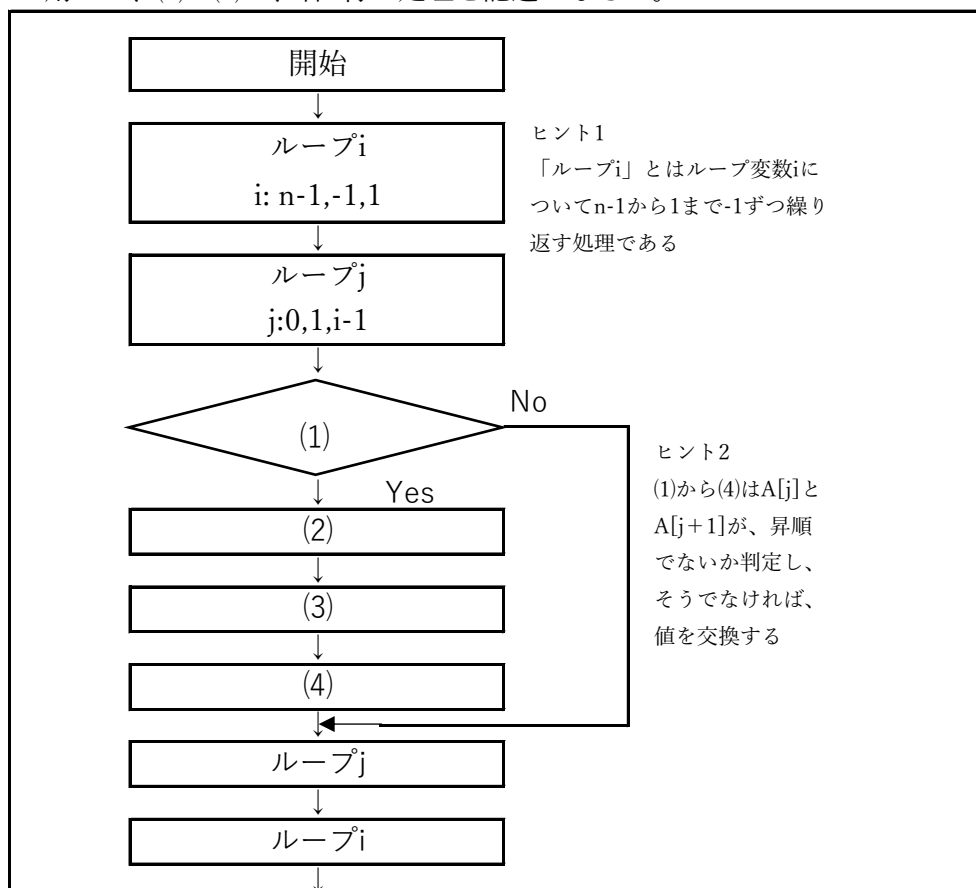 開始
ループi
i: n-1,-1,1
ヒント1
「ループi」とはループ変数iに
ついてn-1から1まで-1ずつ繰り
返す処理である
ループj
j:0,1,i-1
(1)
No
Yes
ヒント2
(1)から(4)はA[j]と
A[j+1]が、昇順
でないか判定し、
そうでなければ、
値を交換する
(2)
(3)
(4)
ループj
ループi